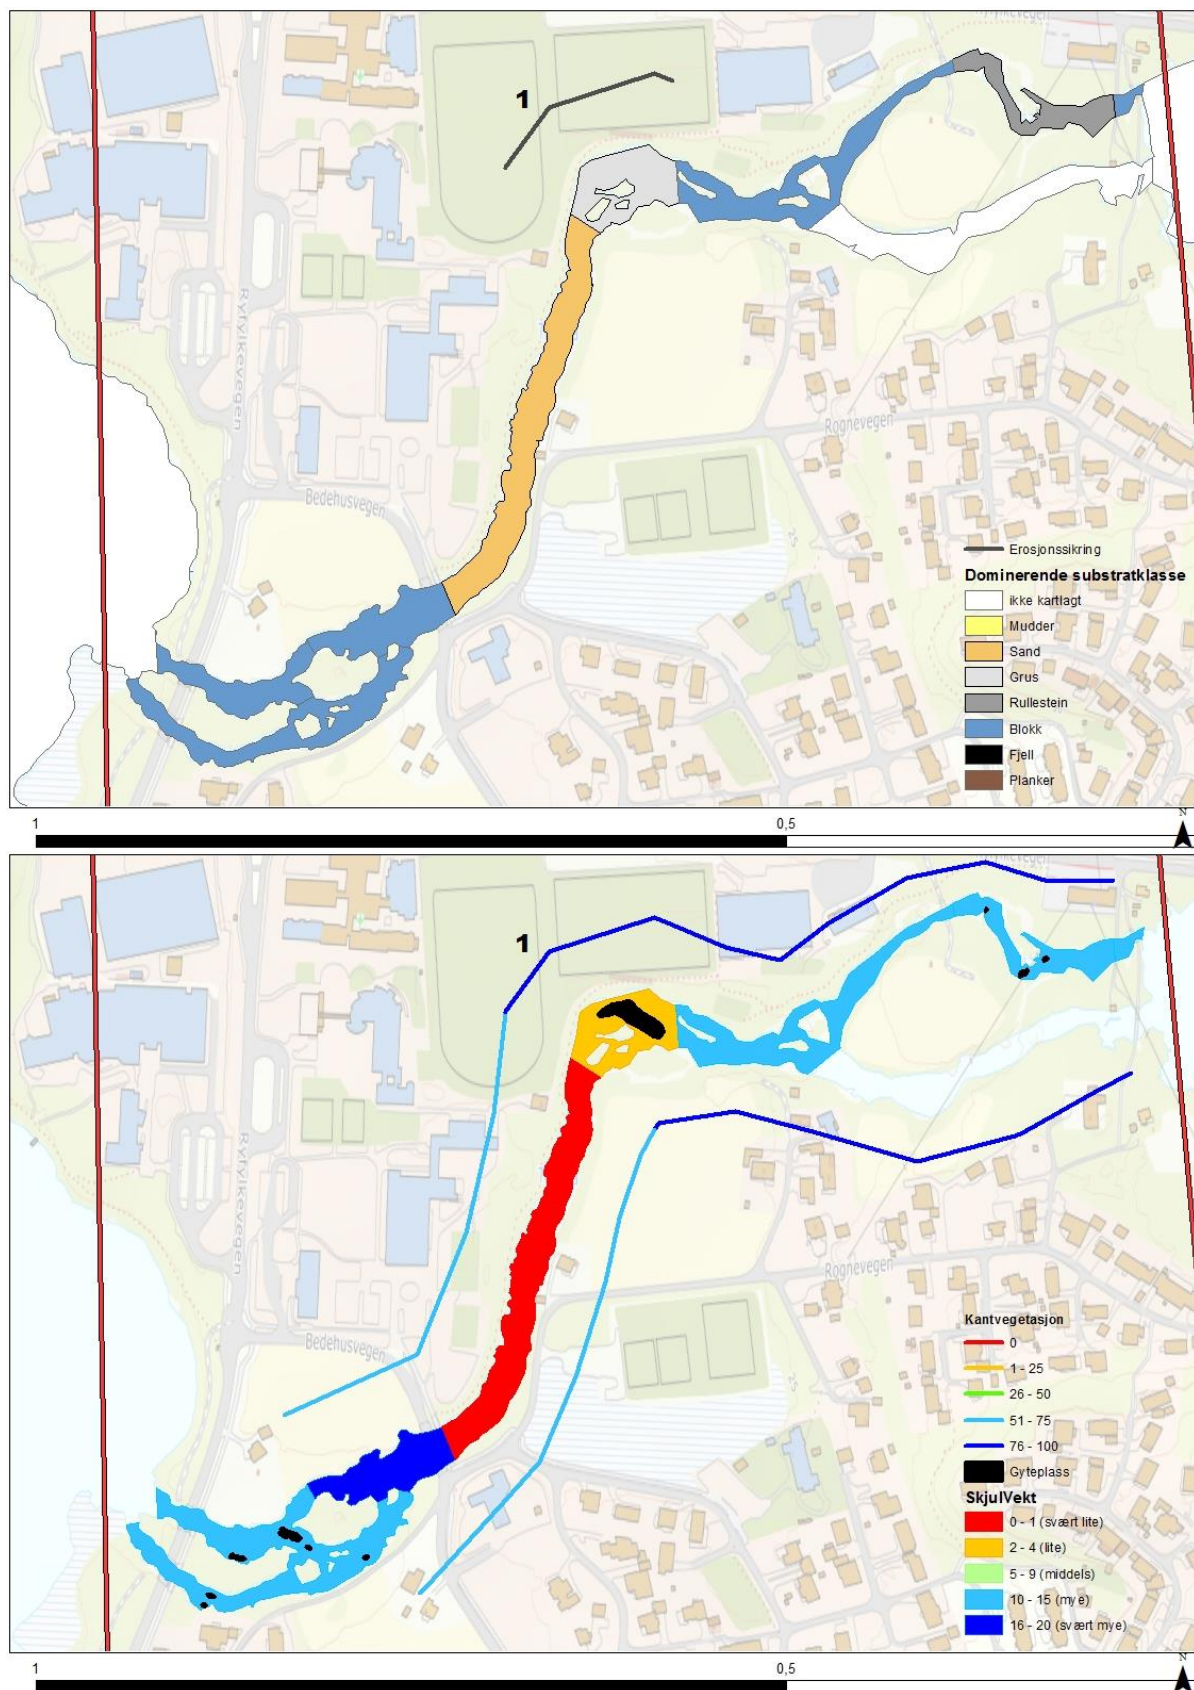 1
RyfylkeveGen
Bedehusvegen
Rognevegen
25
Erosjonssikring
Dominerende substratklasse
ikke kartlagt
Mudder
Sand
Grus
Rullestein
Blokk
Fjell
Planker
1
0,5
N
1
Bedehusvegen
Rognevegen
25
Kantvegetasjon
0
1 - 25
26 - 50
51 - 75
76 - 100
Gyteplass
SkjulVekt
0 - 1 (svært lite)
2 - 4 (lite)
5 - 9 (middels)
10 - 15 (mye)
16 - 20 (svært mye)
1
0,5
N